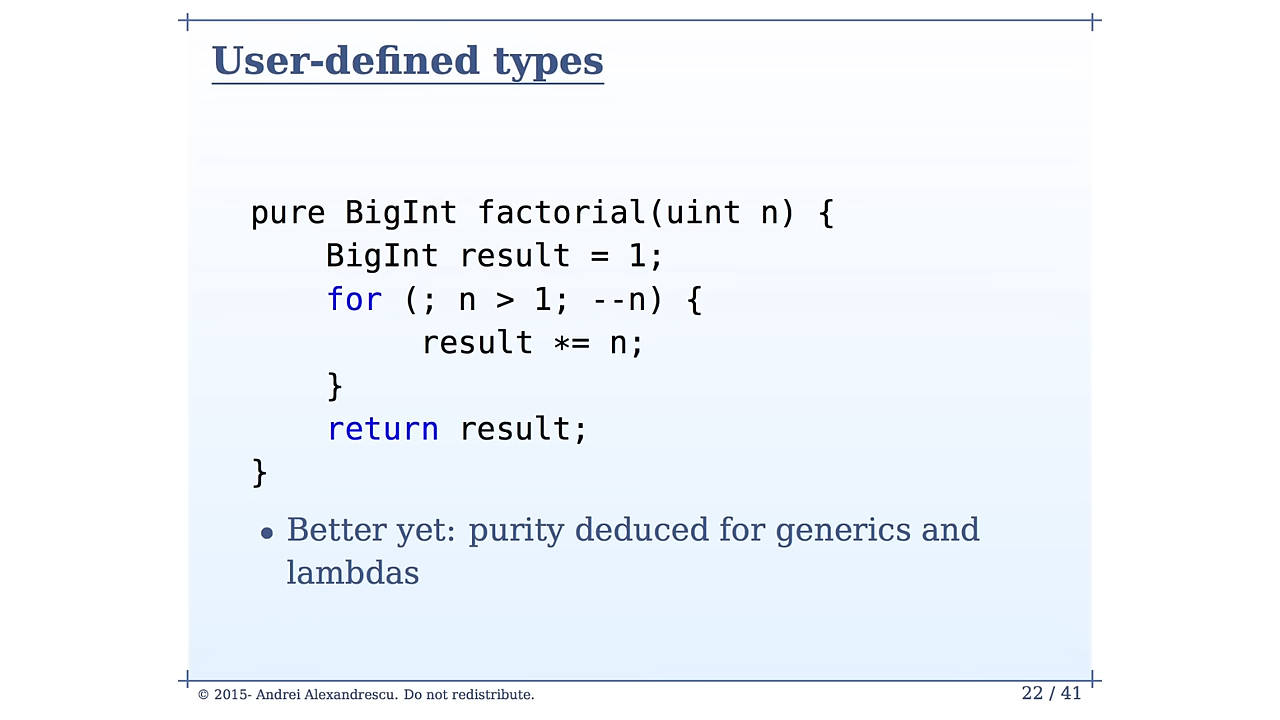 User-defined types
pure BigInt factorial(uint n) {
    BigInt result = 1;
    for (; n > 1; --n) {
         result *= n;
    }
    return result;
}
• Better yet: purity deduced for generics and
lambdas
© 2015- Andrei Alexandrescu. Do not redistribute.
22 / 41